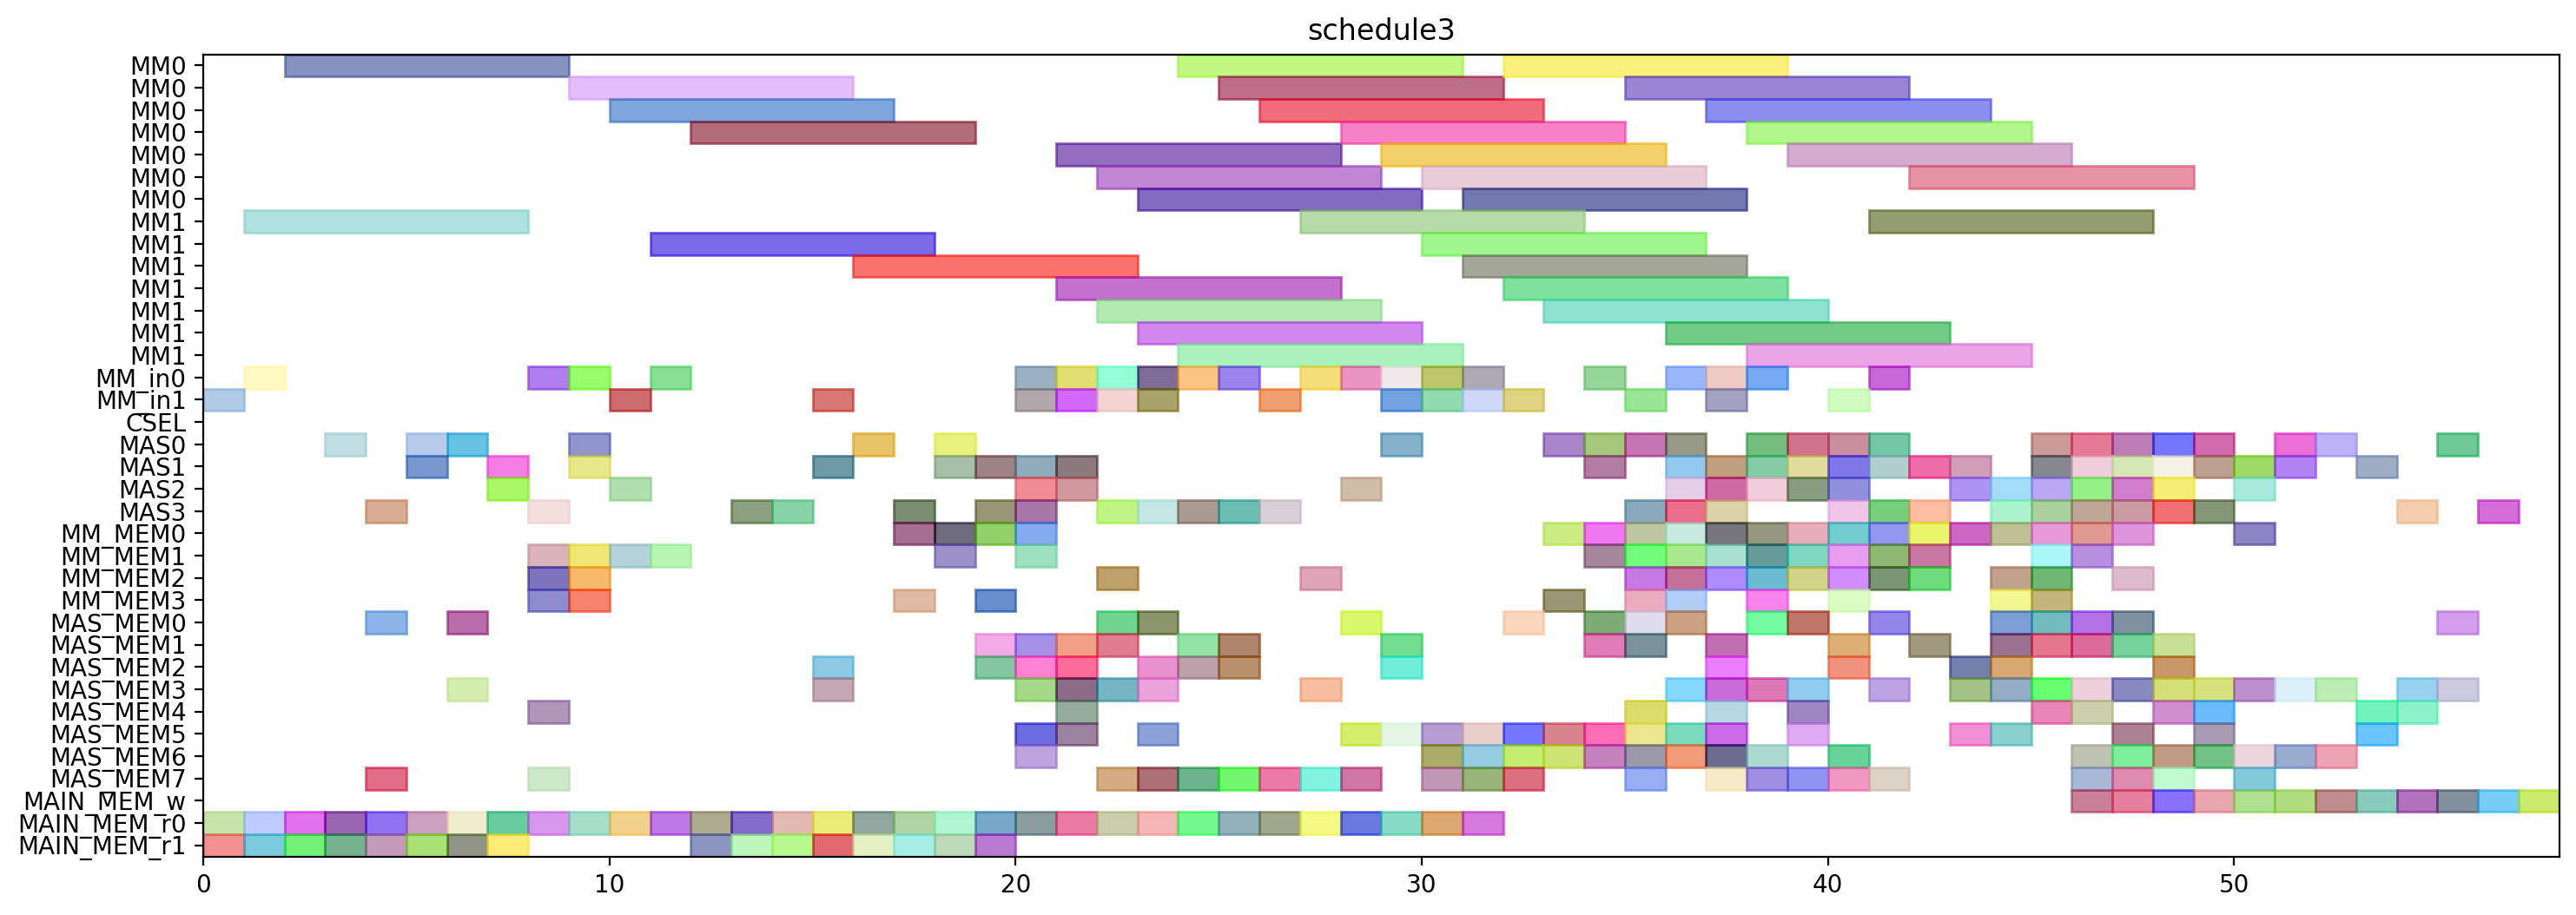 schedule3
MM0
MM0
MM0
MM0
MM0
MM0
MM0
MM1
MM1
MM1
MM1
MM1
MM1
MM1
MM_in0
MM_in1
CSEL
MAS0
MAS1
MAS2
MAS3
MM_MEM0
MM_MEM1
MM_MEM2
MM_MEM3
MAS_MEM0
MAS_MEM1
MAS_MEM2
MAS_MEM3
MAS_MEM4
MAS_MEM5
MAS_MEM6
MAS_MEM7
MAIN_MEM_w
MAIN_MEM_r0
MAIN_MEM_r1
0 10 20 30 40 50